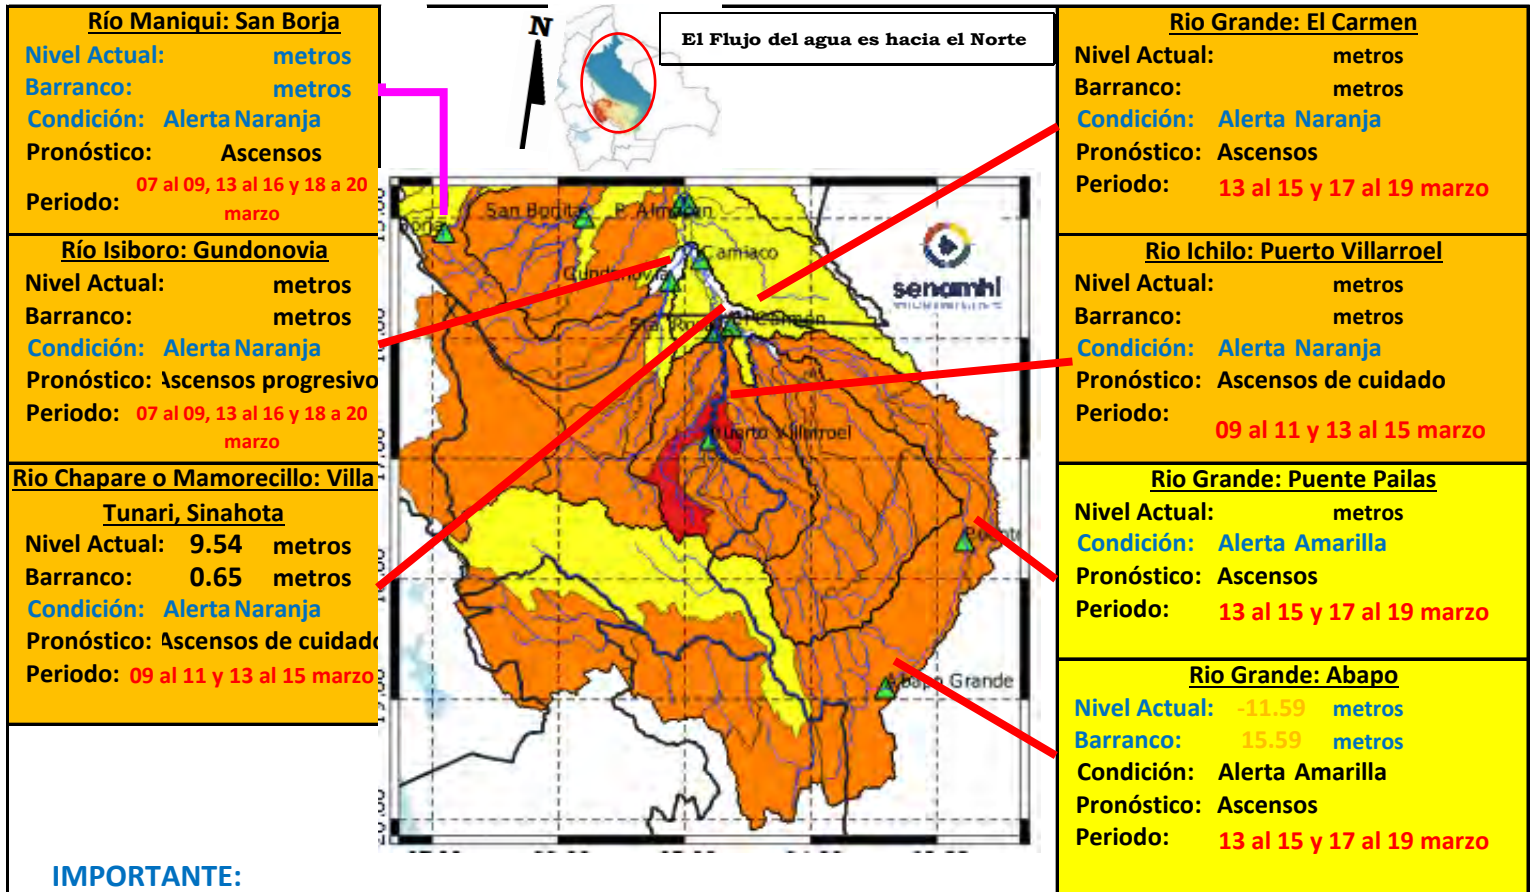 Río Maniqui: San Borja
Nivel Actual: metros
Barranco: metros
Condición: Alerta Naranja
Pronóstico: Ascensos
Periodo: 07 al 09, 13 al 16 y 18 a 20
marzo
Río Isiboro: Gundonovia
Nivel Actual: metros
Barranco: metros
Condición: Alerta Naranja
Pronóstico: Ascensos progresivo
Periodo: 07 al 09, 13 al 16 y 18 a 20
marzo
Rio Chapare o Mamorecillo: Villa
Tunari, Sinahota
Nivel Actual: 9.54 metros
Barranco: 0.65 metros
Condición: Alerta Naranja
Pronóstico: Ascensos de cuidado
Periodo: 09 al 11 y 13 al 15 marzo
IMPORTANTE:
N
El Flujo del agua es hacia el Norte
San Bonita
Camiaco
Gundonovia
senamhi
El Carmen
Puerto Villarroel
Abapo Grande
Rio Grande: El Carmen
Nivel Actual: metros
Barranco: metros
Condición: Alerta Naranja
Pronóstico: Ascensos
Periodo: 13 al 15 y 17 al 19 marzo
Rio Ichilo: Puerto Villarroel
Nivel Actual: metros
Barranco: metros
Condición: Alerta Naranja
Pronóstico: Ascensos de cuidado
Periodo:
09 al 11 y 13 al 15 marzo
Rio Grande: Puente Pailas
Nivel Actual: metros
Condición: Alerta Amarilla
Pronóstico: Ascensos
Periodo: 13 al 15 y 17 al 19 marzo
Rio Grande: Abapo
Nivel Actual: -11.59 metros
Barranco: 15.59 metros
Condición: Alerta Amarilla
Pronóstico: Ascensos
Periodo: 13 al 15 y 17 al 19 marzo